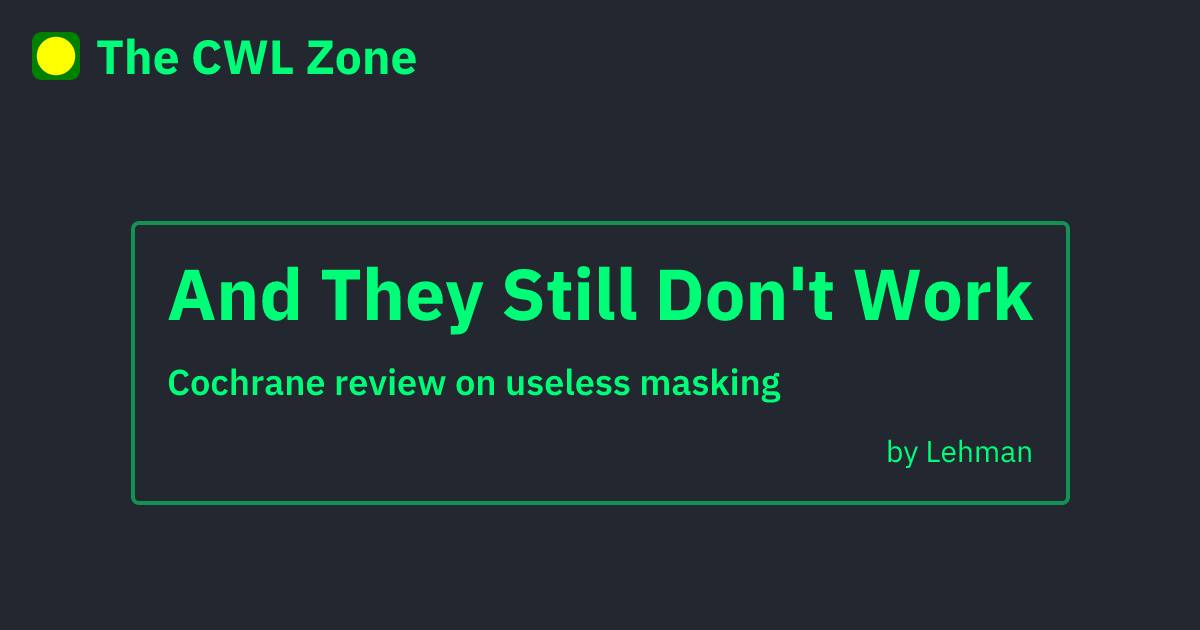 The CWL Zone
And They Still Don't Work
Cochrane review on useless masking
by Lehman